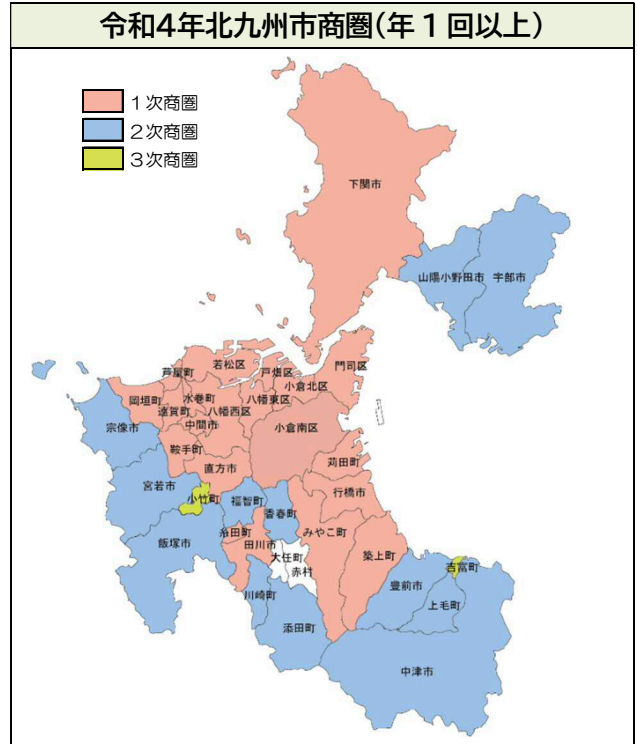 令和4年北九州市商圏(年１回以上)
１次商圏
２次商圏
３次商圏
下関市
山陽小野田市
宇部市
門司区
若松区
戸畑区
芦屋町
小倉北区
岡垣町
水巻町
八幡東区
遠賀町
八幡西区
中間市
小倉南区
宗像市
鞍手町
苅田町
直方市
宮若市
小竹町
福智町
行橋市
香春町
糸田町
みやこ町
田川市
飯塚市
大任町
築上町
赤村
吉富町
豊前市
川崎町
上毛町
添田町
中津市